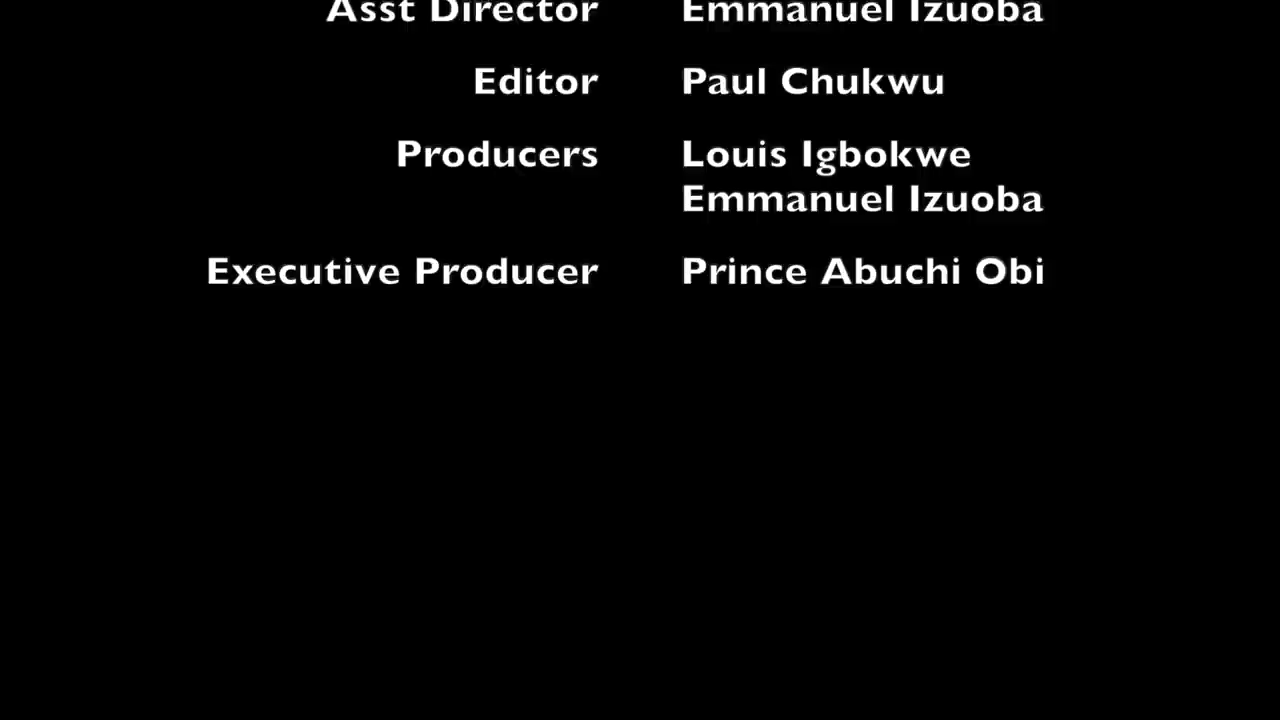 Asst Director Emmanuel Izuoba
Editor Paul Chukwu
Producers Louis Igbokwe
Emmanuel Izuoba
Executive Producer Prince Abuchi Obi